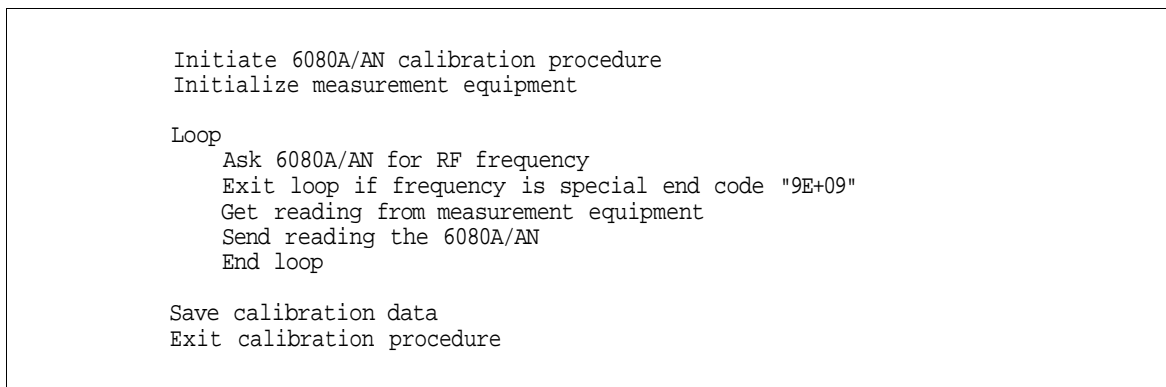 Initiate 6080A/AN calibration procedure
Initialize measurement equipment
Loop
Ask 6080A/AN for RF frequency
Exit loop if frequency is special end code "9E+09"
Get reading from measurement equipment
Send reading the 6080A/AN
End loop
Save calibration data
Exit calibration procedure